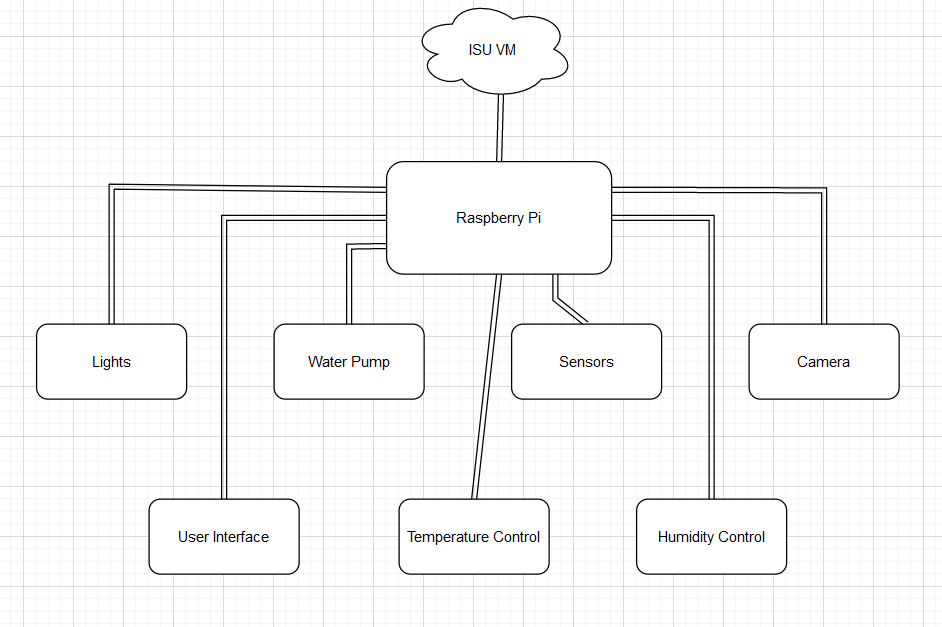 ISU VM
Raspberry Pi
Lights
Water Pump
Sensors
Camera
User Interface
Temperature Control
Humidity Control